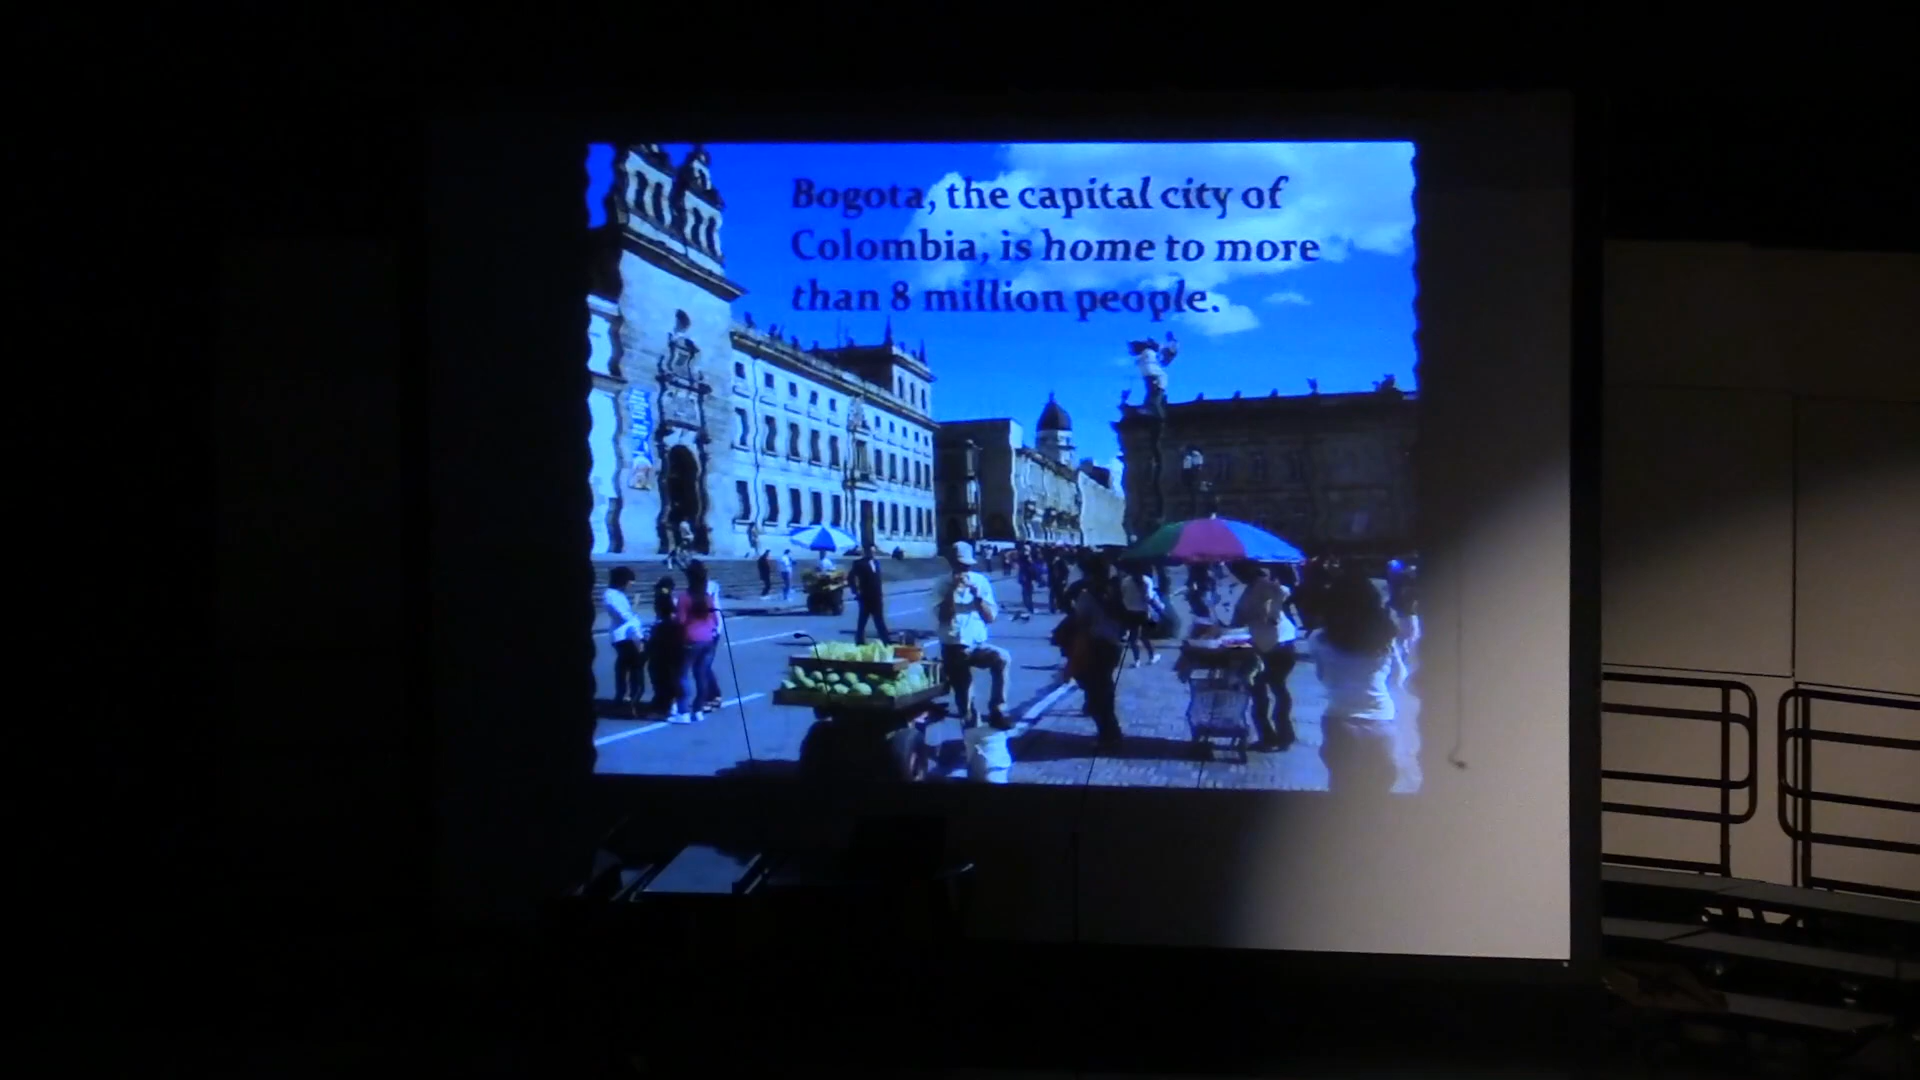 Bogota, the capital city of
Colombia, is home to more
than 8 million people.